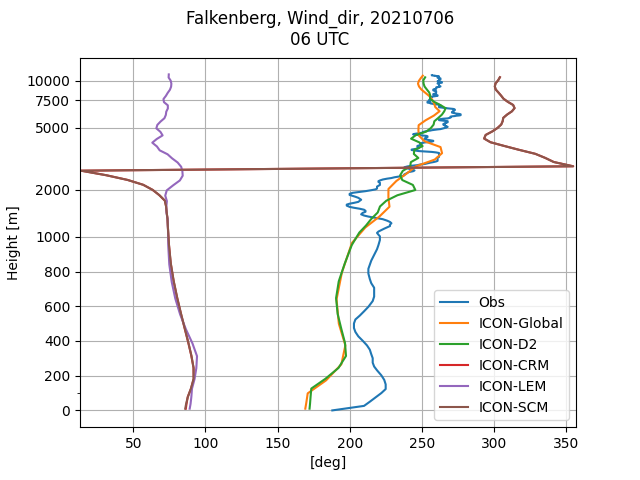 Falkenberg, Wind_dir, 20210706
06 UTC
10000
7500
5000
2000
1000
800
600
400
200
0
Height [m]
50
100
150
200
250
300
350
[deg]
Obs
ICON-Global
ICON-D2
ICON-CRM
ICON-LEM
ICON-SCM